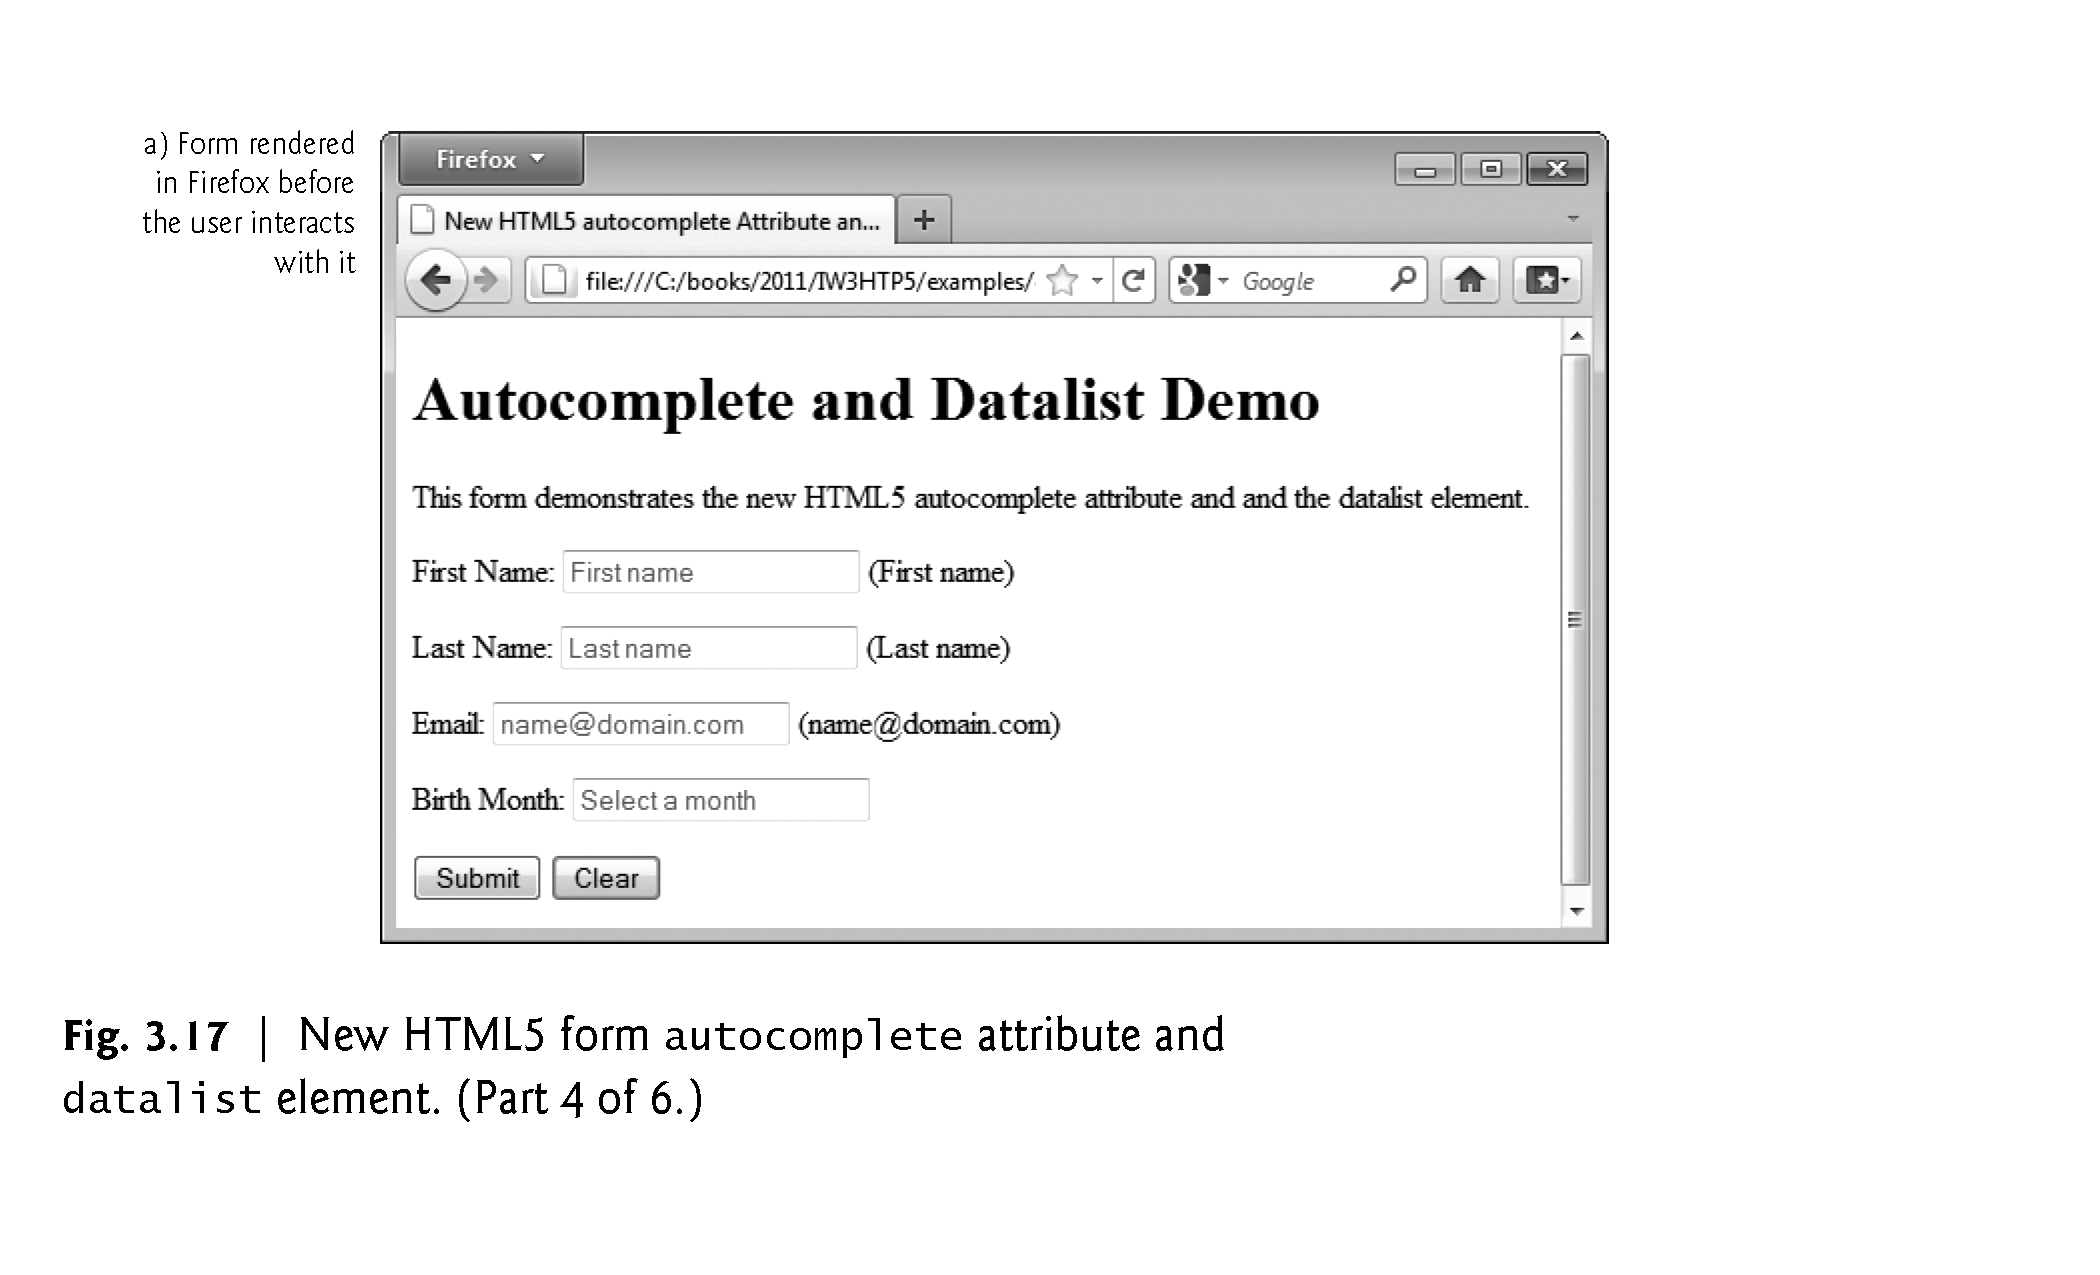 a) Form rendered
in Firefox before
the user interacts
with it
Firefox
New HTML5 autocomplete Attribute an...
file:///C:/books/2011/IW3HTP5/examples/
Google
Autocomplete and Datalist Demo
This form demonstrates the new HTML5 autocomplete attribute and and the datalist element.
First Name: First name (First name)
Last Name: Last name (Last name)
Email: name@domain.com (name@domain.com)
Birth Month: Select a month
Submit Clear
Fig. 3.17 | New HTML5 form autocomplete attribute and
datalist element. (Part 4 of 6.)